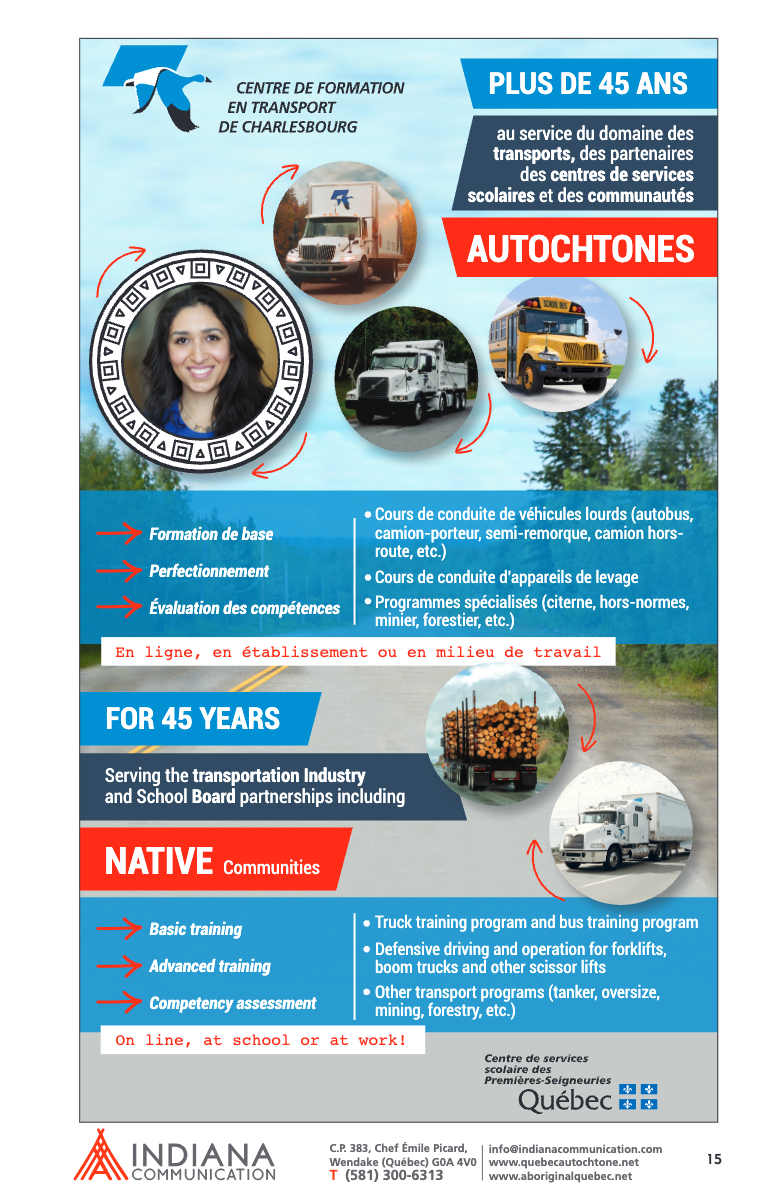 CENTRE DE FORMATION
EN TRANSPORT
DE CHARLESBOURG
PLUS DE 45 ANS
au service du domaine des
transports, des partenaires
des centres de services
scolaires et des communautés
AUTOCHTONES
SCHOOL BUS
Formation de base
Perfectionnement
Évaluation des compétences
• Cours de conduite de véhicules lourds (autobus,
camion-porteur, semi-remorque, camion hors-
route, etc.)
• Cours de conduite d'appareils de levage
• Programmes spécialisés (citerne, hors-normes,
minier, forestier, etc.)
En ligne, en établissement ou en milieu de travail
FOR 45 YEARS
Serving the transportation Industry
and School Board partnerships including
NATIVE Communities
Basic training
Advanced training
Competency assessment
• Truck training program and bus training program
• Defensive driving and operation for forklifts,
boom trucks and other scissor lifts
• Other transport programs (tanker, oversize,
mining, forestry, etc.)
On line, at school or at work!
Centre de services
scolaire des
Premières-Seigneuries
Québec
INDIANA
COMMUNICATION
C.P. 383, Chef Émile Picard,
Wendake (Québec) G0A 4V0
T (581) 300-6313
info@indianacommunication.com
www.quebecautochtone.net
www.aboriginalquebec.net
15